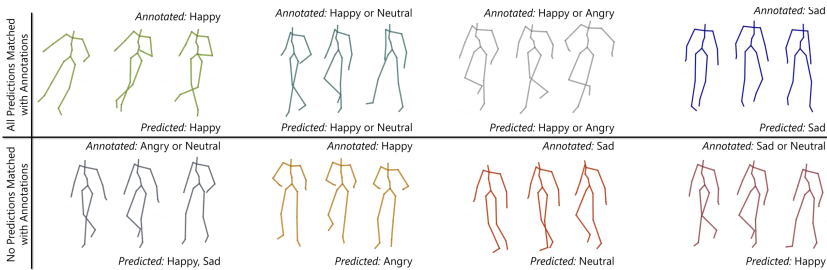 All Predictions Matched
with Annotations
Annotated: Happy
Annotated: Happy or Neutral
Annotated: Happy or Angry
Annotated: Sad
Predicted: Happy
Predicted: Happy or Neutral
Predicted: Happy or Angry
Predicted: Sad
No Predictions Matched
with Annotations
Annotated: Angry or Neutral
Annotated: Happy
Annotated: Sad
Annotated: Sad or Neutral
Predicted: Happy, Sad
Predicted: Angry
Predicted: Neutral
Predicted: Happy